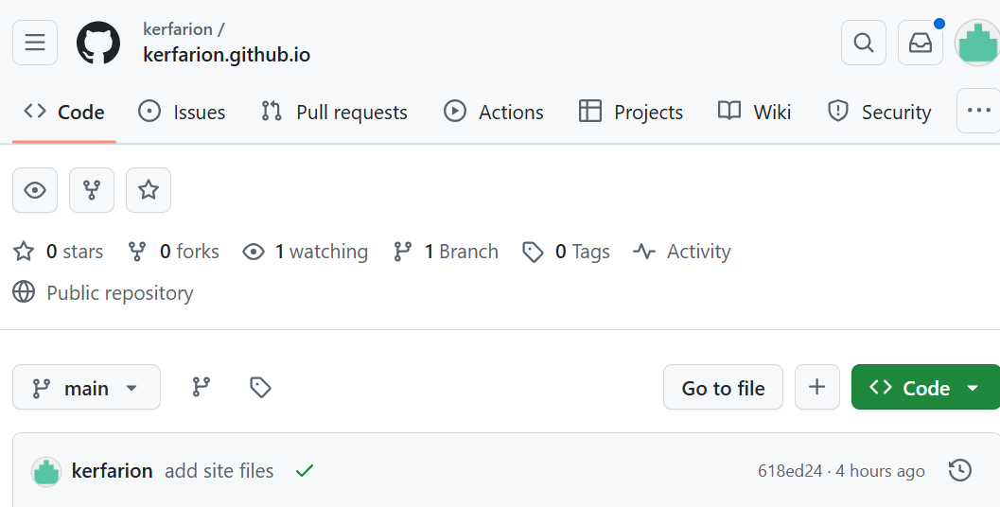 kerfarion /
kerfarion.github.io
Code Issues Pull requests Actions Projects Wiki Security
0 stars 0 forks 1 watching 1 Branch 0 Tags Activity
Public repository
main Go to file Code
kerfarion add site files 618ed24 · 4 hours ago